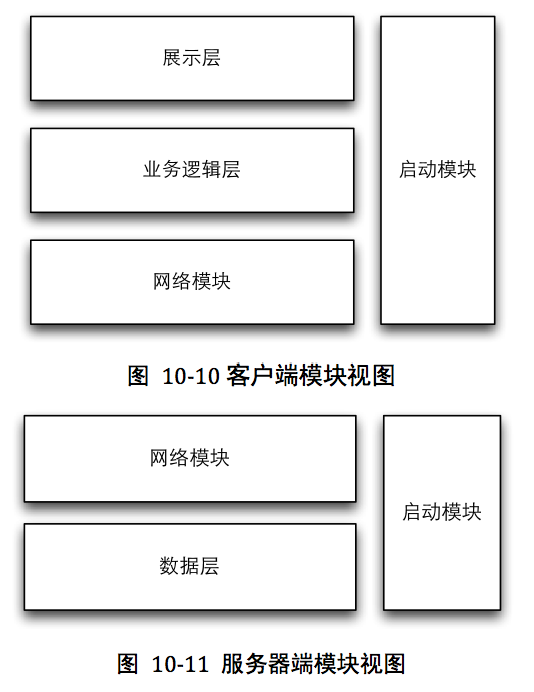 展示层
业务逻辑层
启动模块
网络模块
图 10-10 客户端模块视图
网络模块
启动模块
数据层
图 10-11 服务器端模块视图